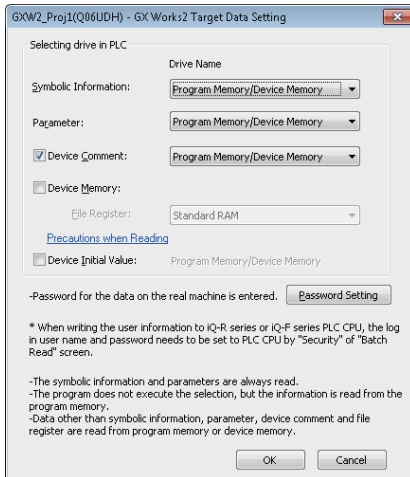 GXW2_Proj1(Q06UDH) - GX Works2 Target Data Setting
Selecting drive in PLC
Drive Name
Symbolic Information: Program Memory/Device Memory
Parameter: Program Memory/Device Memory
Device Comment: Program Memory/Device Memory
Device Memory:
File Register: Standard RAM
Precautions when Reading
Device Initial Value: Program Memory/Device Memory
-Password for the data on the real machine is entered. Password Setting
* When writing the user information to iQ-R series or iQ-F series PLC CPU, the log
in user name and password needs to be set to PLC CPU by "Security" of "Batch
Read" screen.
-The symbolic information and parameters are always read.
-The program does not execute the selection, but the information is read from the
program memory.
-Data other than symbolic information, parameter, device comment and file
register are read from program memory or device memory.
OK Cancel